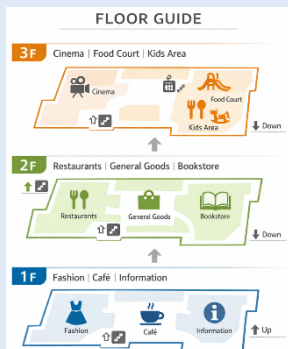 FLOOR GUIDE
3F Cinema | Food Court | Kids Area
Cinema
Food Court
Kids Area
Down
2F Restaurants | General Goods | Bookstore
Restaurants
General Goods
Bookstore
Down
1F Fashion | Café | Information
Fashion
Café
Information
Up